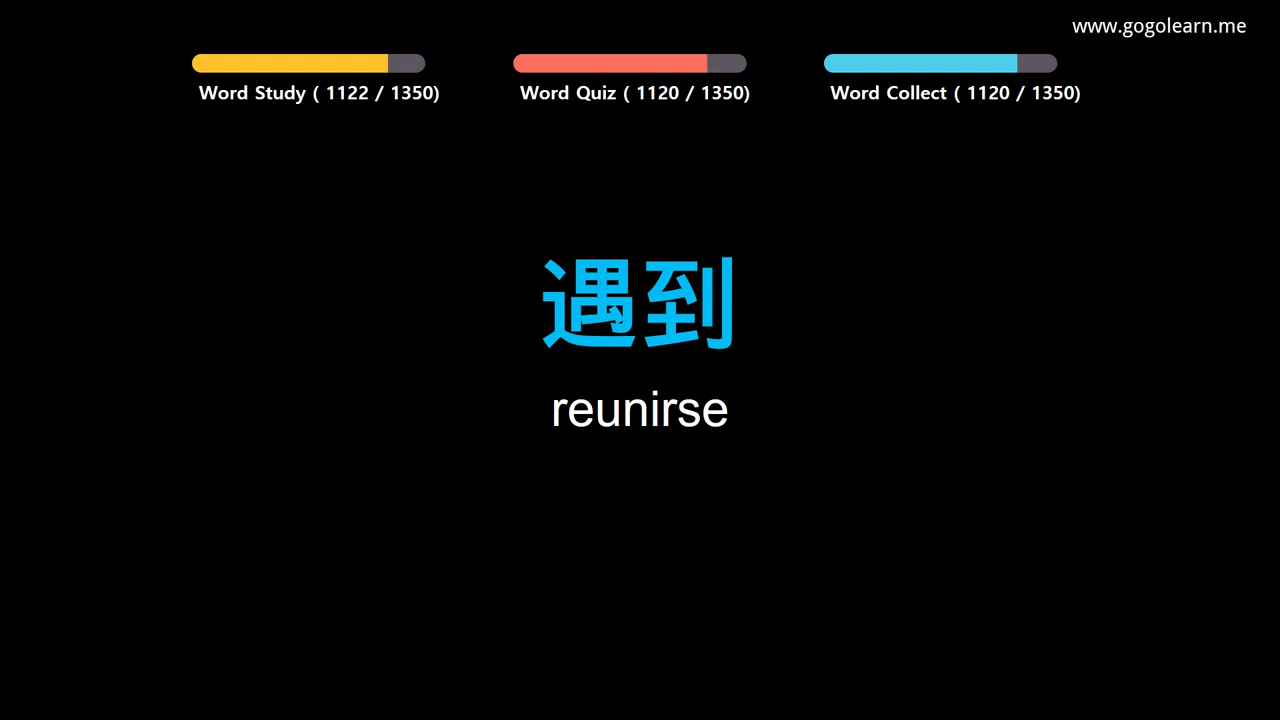 www.gogolearn.me
Word Study ( 1122 / 1350)
Word Quiz ( 1120 / 1350)
Word Collect ( 1120 / 1350)
遇到
reunirse